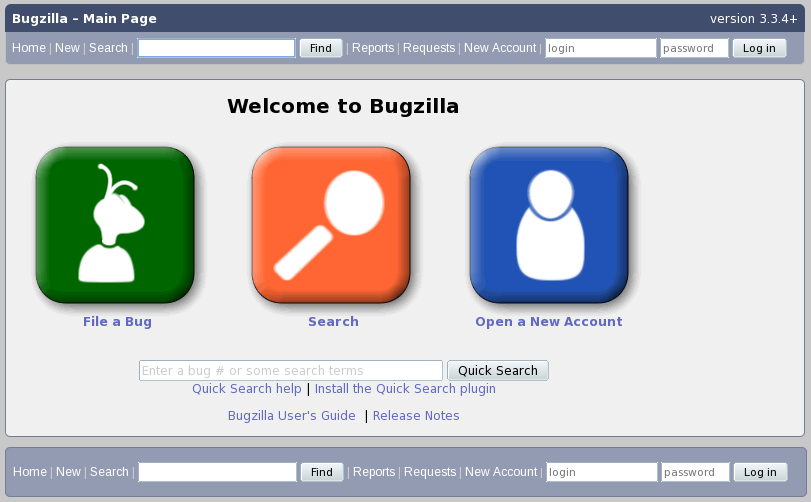 Bugzilla – Main Page version 3.3.4+
Home | New | Search | Find | Reports | Requests | New Account | login password Log in
Welcome to Bugzilla
File a Bug Search Open a New Account
Enter a bug # or some search terms Quick Search
Quick Search help | Install the Quick Search plugin
Bugzilla User's Guide | Release Notes
Home | New | Search | Find | Reports | Requests | New Account | login password Log in